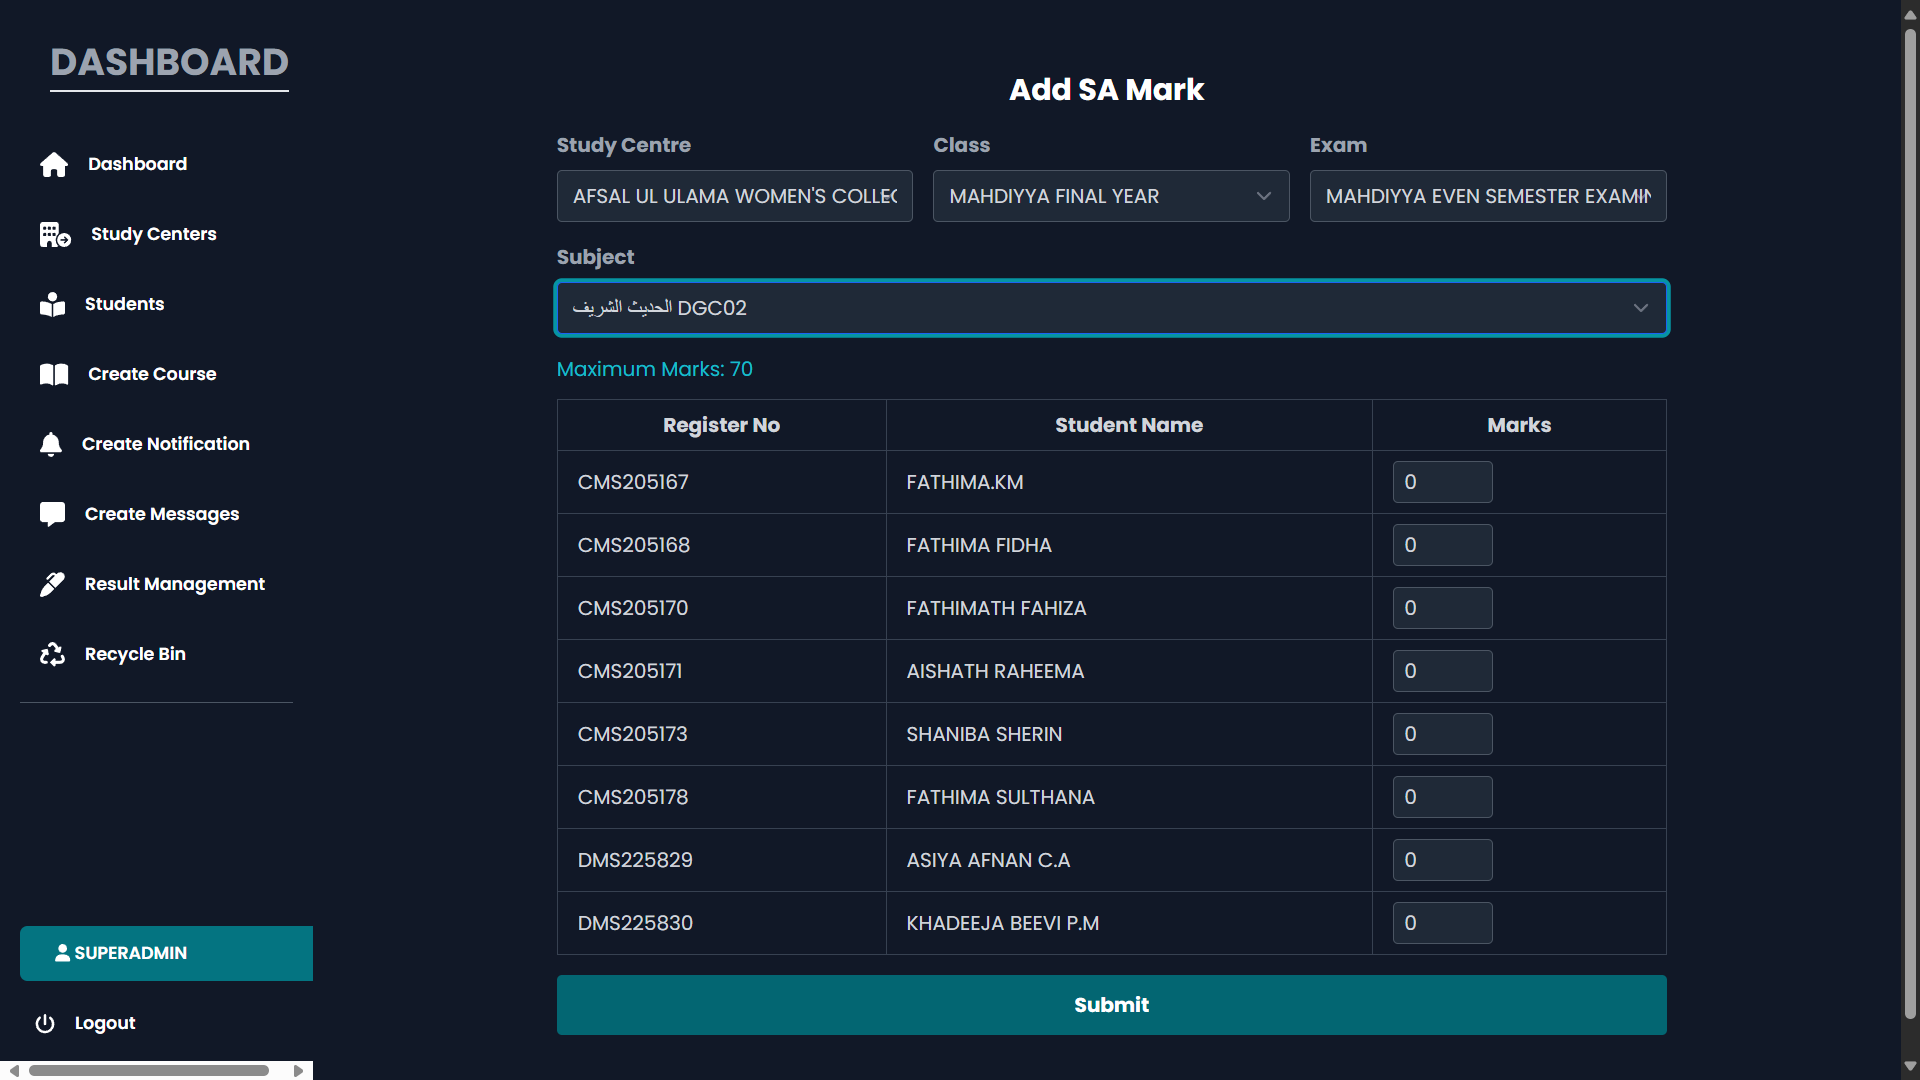 DASHBOARD
Dashboard
Study Centers
Students
Create Course
Create Notification
Create Messages
Result Management
Recycle Bin
SUPERADMIN
Logout
Add SA Mark
Study Centre
Class
Exam
AFSAL UL ULAMA WOMEN'S COLLEC
MAHDIYYA FINAL YEAR
MAHDIYYA EVEN SEMESTER EXAMIN
Subject
الحديث الشريف DGC02
Maximum Marks: 70
Register No Student Name Marks
CMS205167 FATHIMA.KM 0
CMS205168 FATHIMA FIDHA 0
CMS205170 FATHIMATH FAHIZA 0
CMS205171 AISHATH RAHEEMA 0
CMS205173 SHANIBA SHERIN 0
CMS205178 FATHIMA SULTHANA 0
DMS225829 ASIYA AFNAN C.A 0
DMS225830 KHADEEJA BEEVI P.M 0
Submit